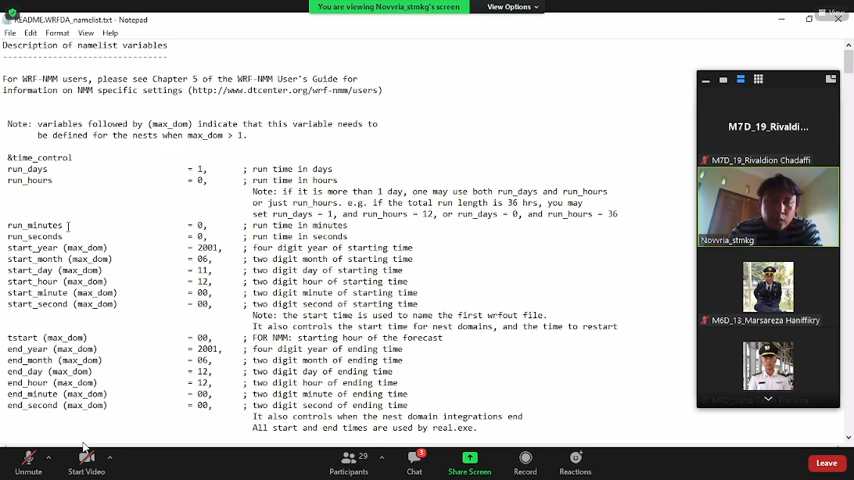 README.WRFDA_namelist.txt - Notepad
You are viewing Novvria_stmkg's screen
View Options
View
File Edit Format View Help
Description of namelist variables
---------------------------------
For WRF-NMM users, please see Chapter 5 of the WRF-NMM User's Guide for
information on NMM specific settings (http://www.dtcenter.org/wrf-nmm/users)
Note: variables followed by (max_dom) indicate that this variable needs to
be defined for the nests when max_dom > 1.
&time_control
run_days = 1, ; run time in days
run_hours = 0, ; run time in hours
Note: if it is more than 1 day, one may use both run_days and run_hours
or just run_hours. e.g. if the total run length is 36 hrs, you may
set run_days = 1, and run_hours = 12, or run_days = 0, and run_hours = 36
run_minutes = 0, ; run time in minutes
run_seconds = 0, ; run time in seconds
start_year (max_dom) = 2001, ; four digit year of starting time
start_month (max_dom) = 06, ; two digit month of starting time
start_day (max_dom) = 11, ; two digit day of starting time
start_hour (max_dom) = 12, ; two digit hour of starting time
start_minute (max_dom) = 00, ; two digit minute of starting time
start_second (max_dom) = 00, ; two digit second of starting time
Note: the start time is used to name the first wrfout file.
It also controls the start time for nest domains, and the time to restart
tstart (max_dom) = 00, ; FOR NMM: starting hour of the forecast
end_year (max_dom) = 2001, ; four digit year of ending time
end_month (max_dom) = 06, ; two digit month of ending time
end_day (max_dom) = 12, ; two digit day of ending time
end_hour (max_dom) = 12, ; two digit hour of ending time
end_minute (max_dom) = 00, ; two digit minute of ending time
end_second (max_dom) = 00, ; two digit second of ending time
It also controls when the nest domain integrations end
All start and end times are used by real.exe.
M7D_19_Rivaldi...
M7D_19_Rivaldion Chadaffi
Novvria_stmkg
M6D_13_Marsareza Haniffikry
Unmute
Start Video
29
Participants
3
Chat
Share Screen
Record
Reactions
Leave